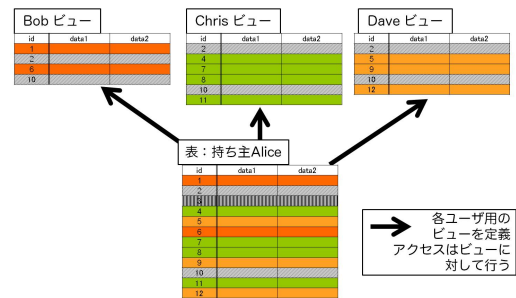 Bob ビュー
id data1 data2
1
2
6
10
Chris ビュー
id data1 data2
2
4
7
8
10
11
Dave ビュー
id data1 data2
2
5
9
10
12
表：持ち主Alice
id data1 data2
1
2
3
4
5
6
7
8
9
10
11
12
各ユーザ用の
ビューを定義
アクセスはビューに
対して行う